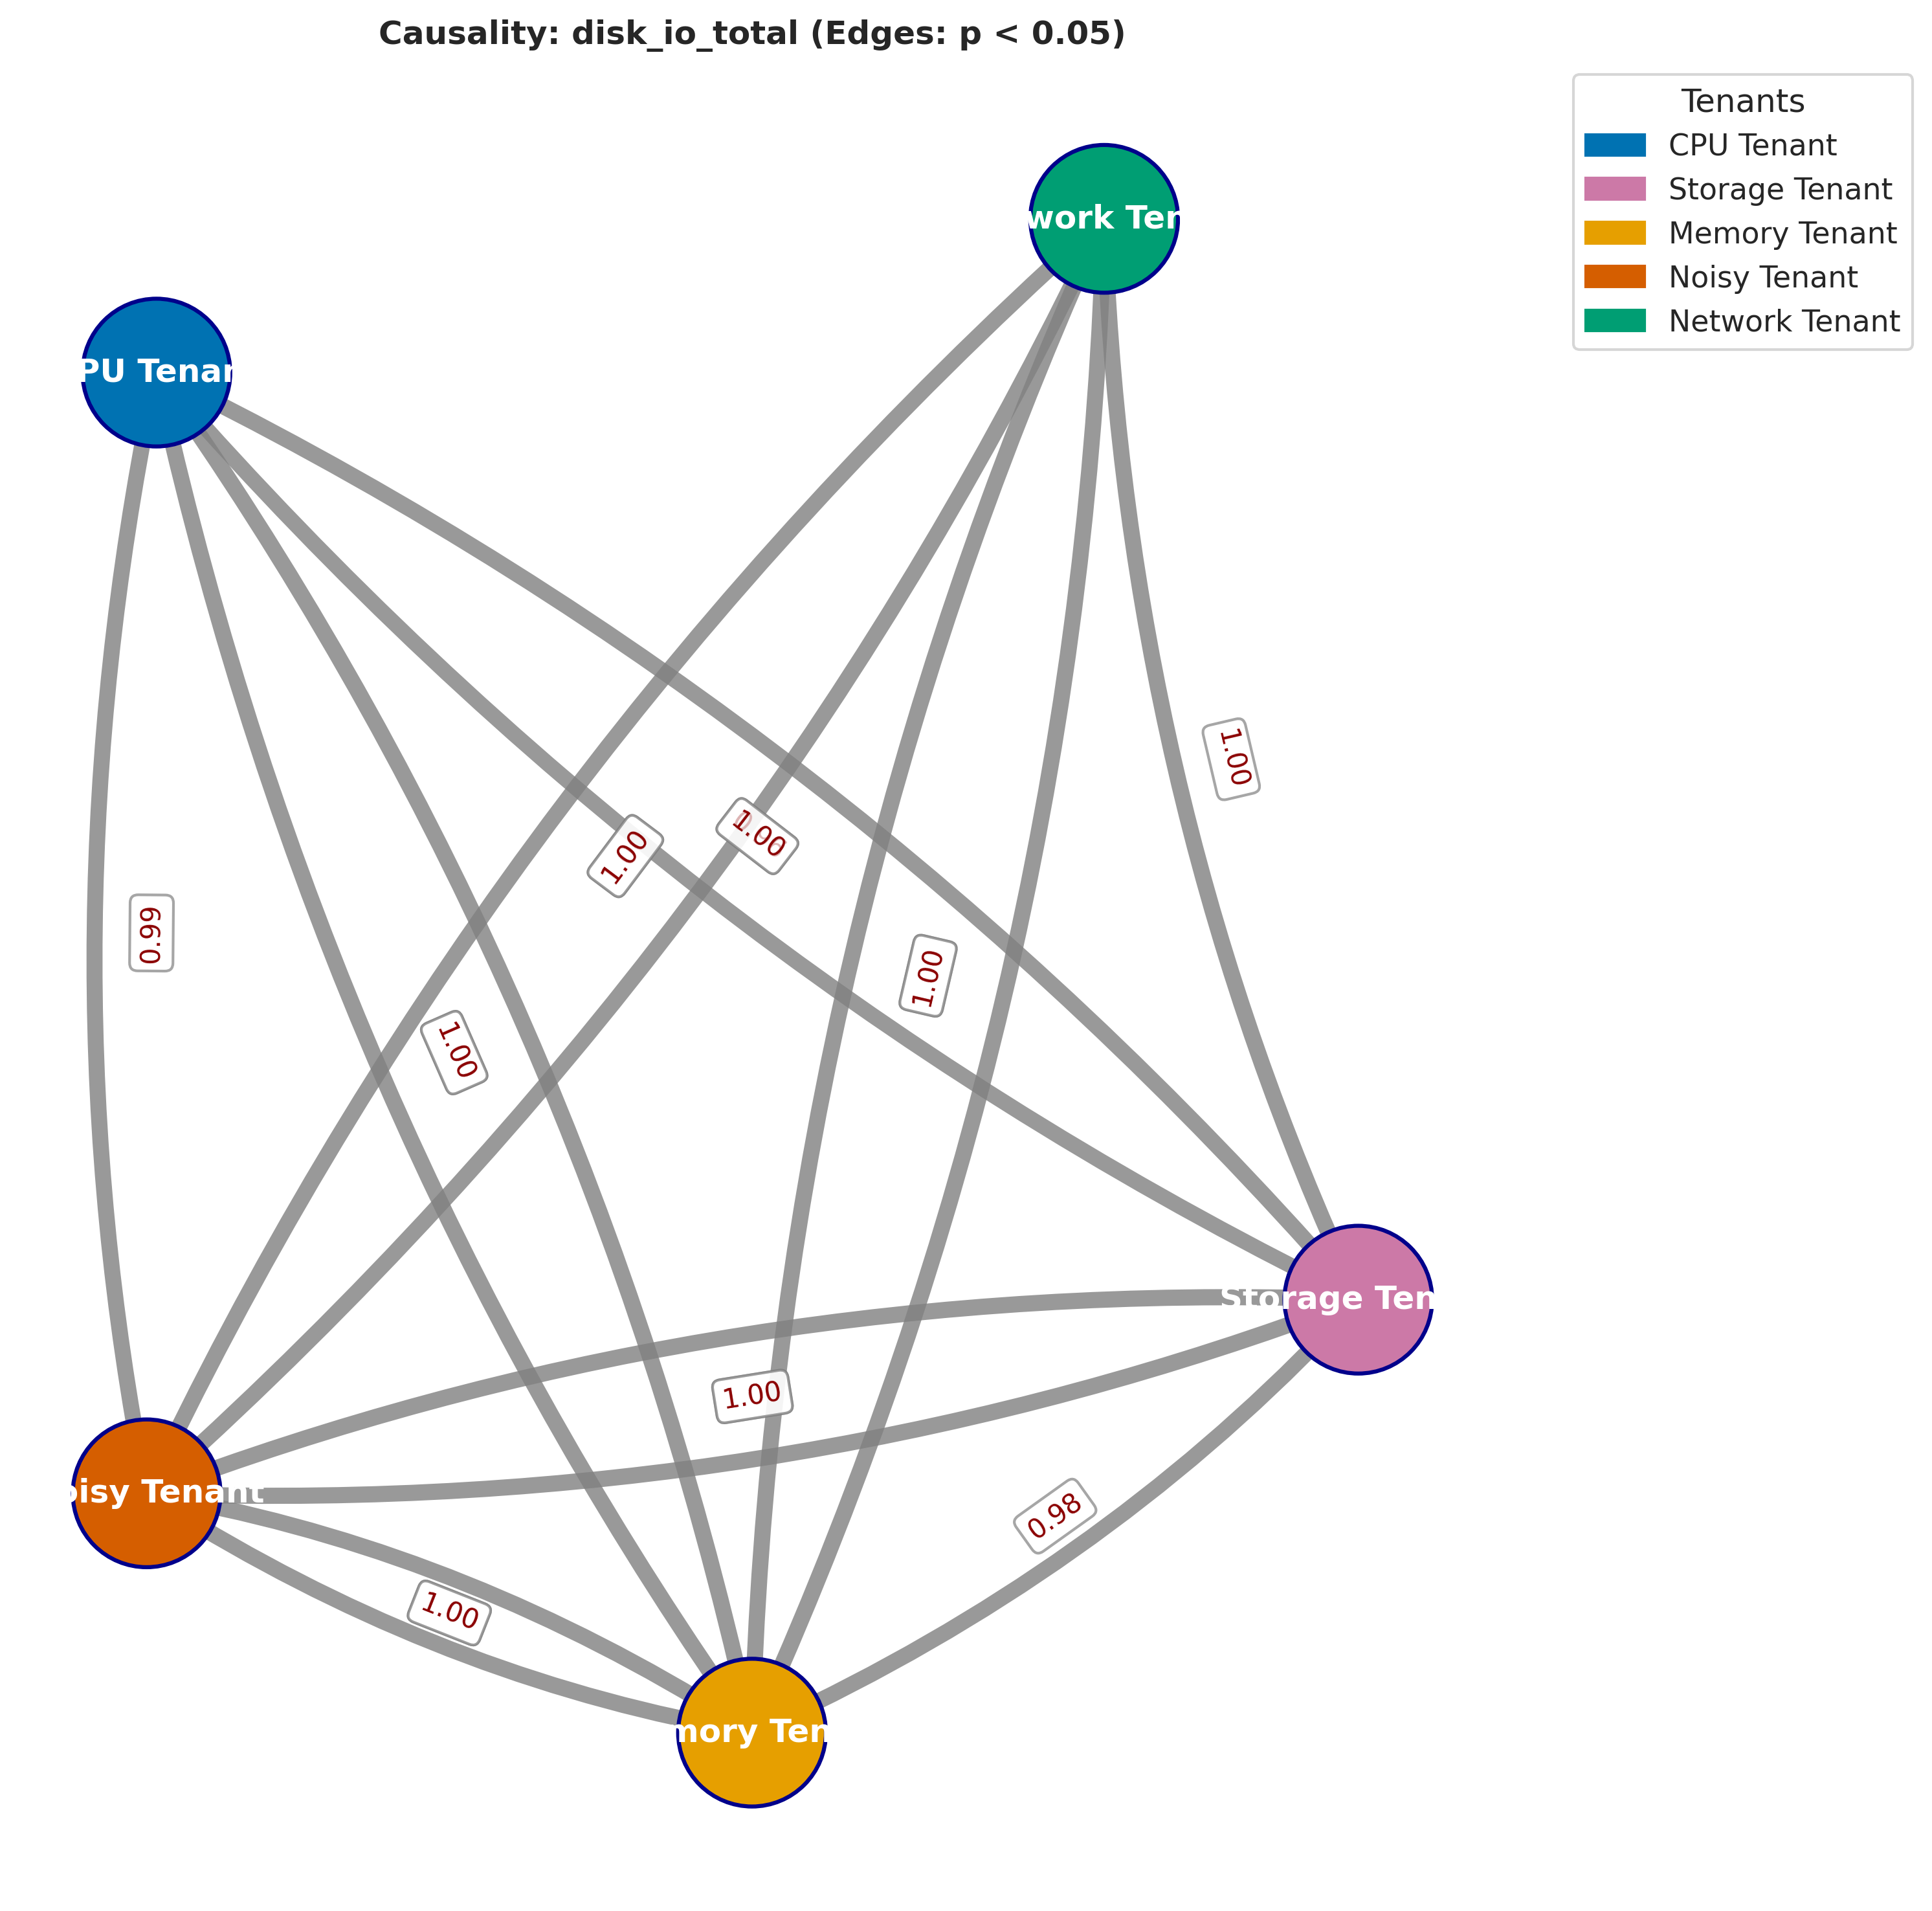 Causality: disk_io_total (Edges: p < 0.05)
Tenants
CPU Tenant
Storage Tenant
Memory Tenant
Noisy Tenant
Network Tenant
work Ten
PU Tenan
1.00
1.00
1.00
0.99
1.00
1.00
Storage Ten
1.00
oisy Tenant
0.98
1.00
mory Ten